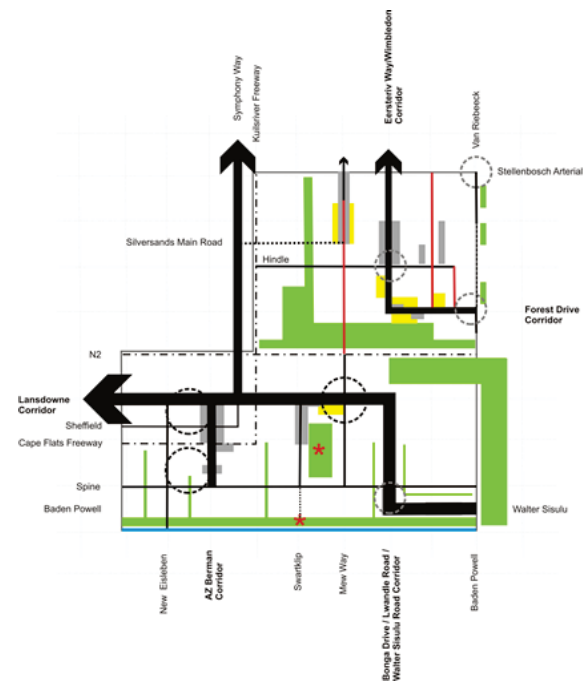 Symphony Way
Kuilsriver Freeway
Eersteriv Way/Wimbledon
Corridor
Van Riebeeck
Stellenbosch Arterial
Silversands Main Road
Hindle
Forest Drive
Corridor
N2
Lansdowne
Corridor
Sheffield
Cape Flats Freeway
Spine
Baden Powell
Walter Sisulu
New Eisleben
AZ Berman
Corridor
Swartklip
Mew Way
Bonga Drive / Lwandle Road /
Walter Sisulu Road Corridor
Baden Powell